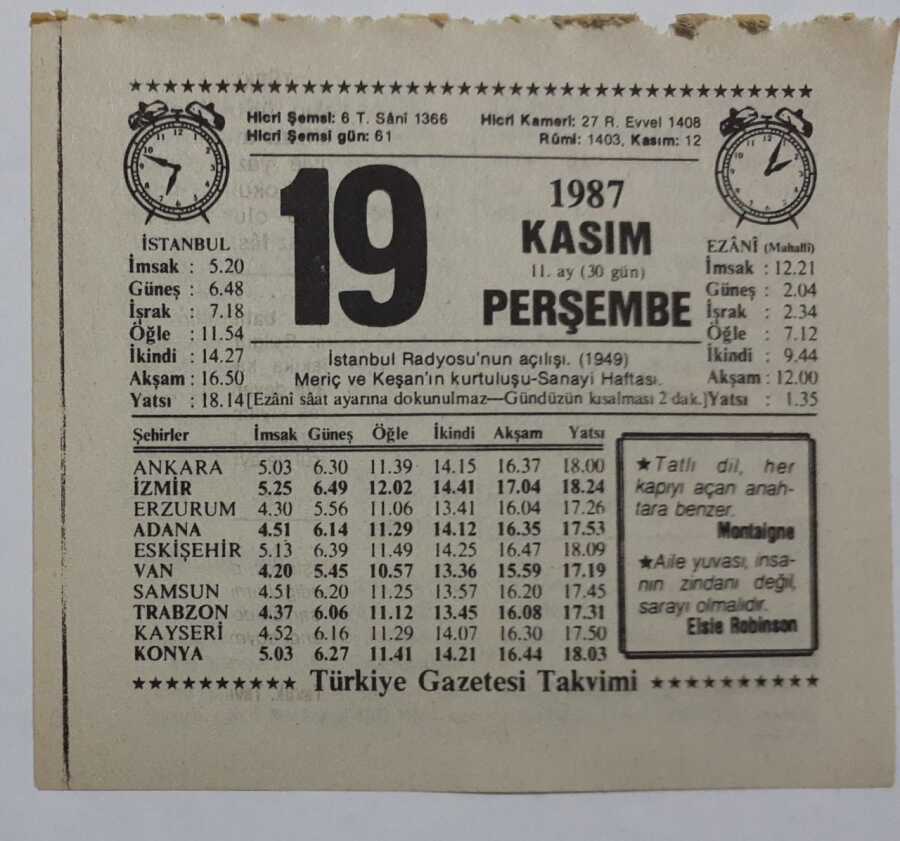 Hicrî Şemsî: 6 T. Sânî 1366
Hicrî Şemsî gün: 61
Hicrî Kamerî: 27 R. Evvel 1408
Rûmî: 1403, Kasım: 12
19
1987
KASIM
11. ay (30 gün)
PERŞEMBE
İSTANBUL
İmsak : 5.20
Güneş : 6.48
İşrak : 7.18
Öğle : 11.54
İkindi : 14.27
Akşam : 16.50
Yatsı : 18.14
EZÂNÎ (Mahallî)
İmsak : 12.21
Güneş : 2.04
İşrak : 2.34
Öğle : 7.12
İkindi : 9.44
Akşam : 12.00
Yatsı : 1.35
İstanbul Radyosu'nun açılışı. (1949)
Meriç ve Keşan'ın kurtuluşu-Sanayi Haftası.
[Ezânî sâat ayarına dokunulmaz—Gündüzün kısalması 2 dak.]
Şehirler İmsak Güneş Öğle İkindi Akşam Yatsı
ANKARA 5.03 6.30 11.39 14.15 16.37 18.00
İZMİR 5.25 6.49 12.02 14.41 17.04 18.24
ERZURUM 4.30 5.56 11.06 13.41 16.04 17.26
ADANA 4.51 6.14 11.29 14.12 16.35 17.53
ESKİŞEHİR 5.13 6.39 11.49 14.25 16.47 18.09
VAN 4.20 5.45 10.57 13.36 15.59 17.19
SAMSUN 4.51 6.20 11.25 13.57 16.20 17.45
TRABZON 4.37 6.06 11.12 13.45 16.08 17.31
KAYSERİ 4.52 6.16 11.29 14.07 16.30 17.50
KONYA 5.03 6.27 11.41 14.21 16.44 18.03
★Tatlı dil, her
kapıyı açan anah-
tara benzer.
Montaigne
★Aile yuvası, insa-
nın zindanı değil,
sarayı olmalıdır.
Elsie Robinson
Türkiye Gazetesi Takvimi